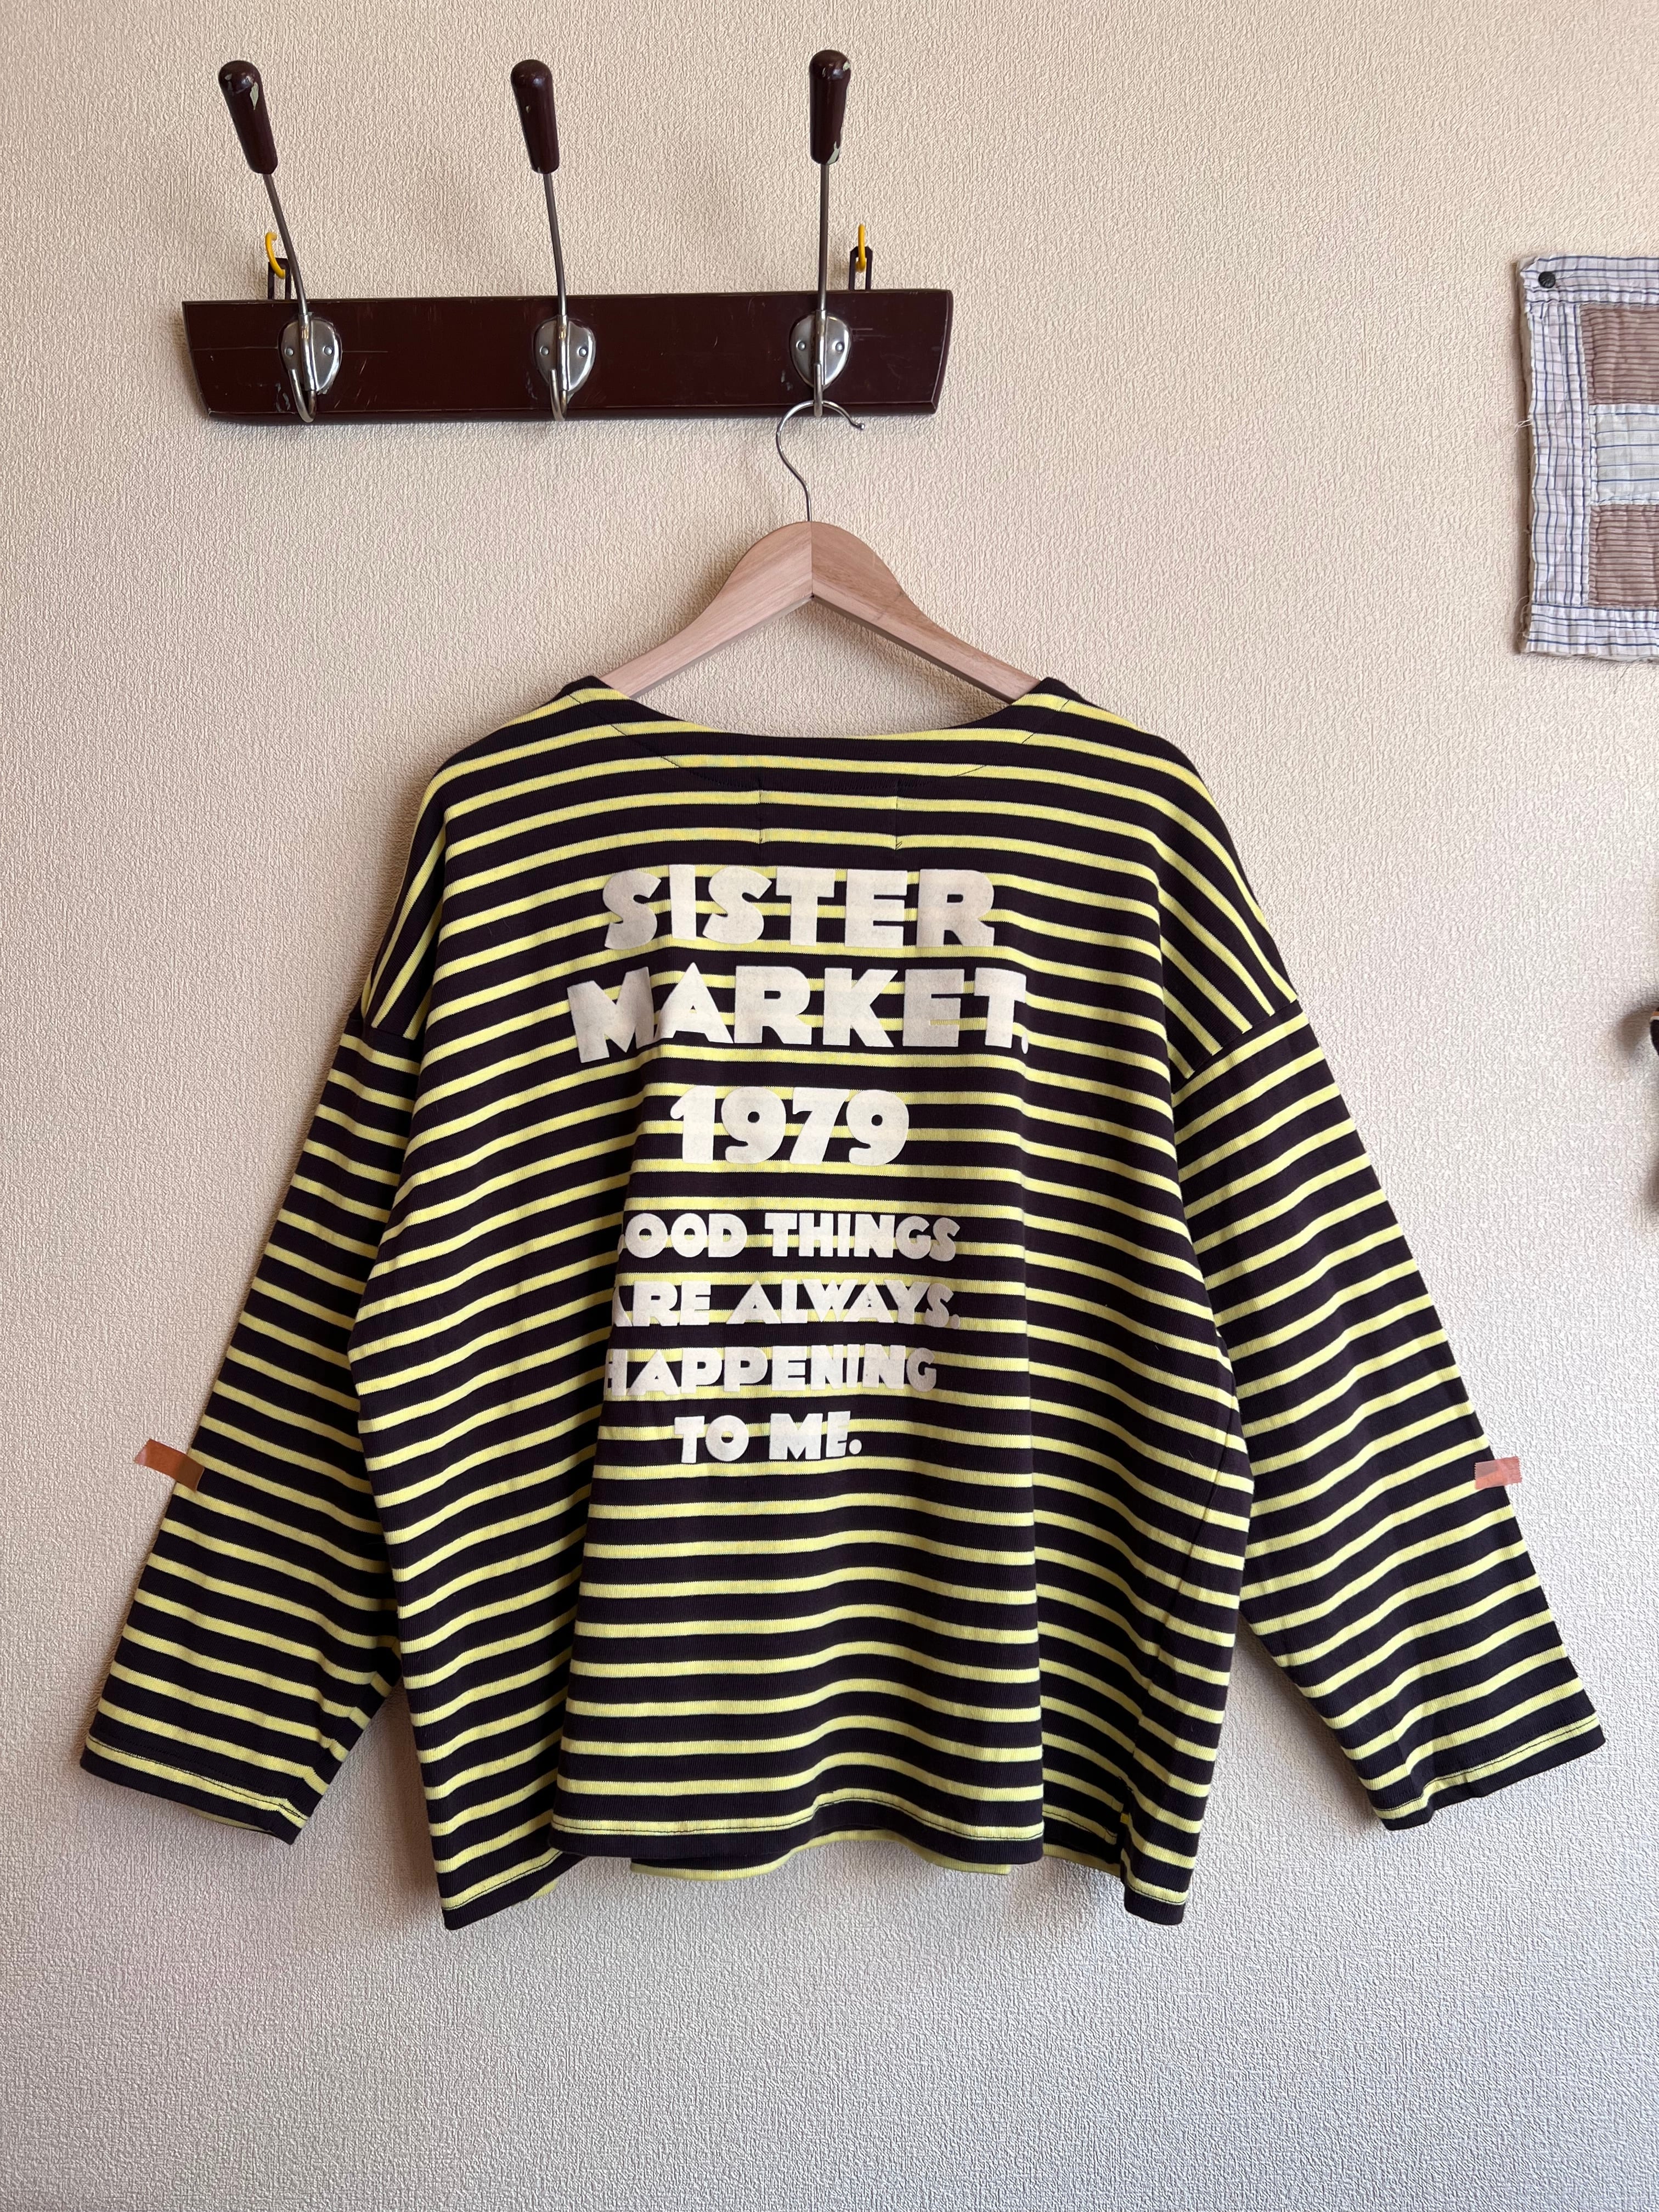 SISTER
MARKET.
1979
GOOD THINGS
ARE ALWAYS.
HAPPENING
TO ME.